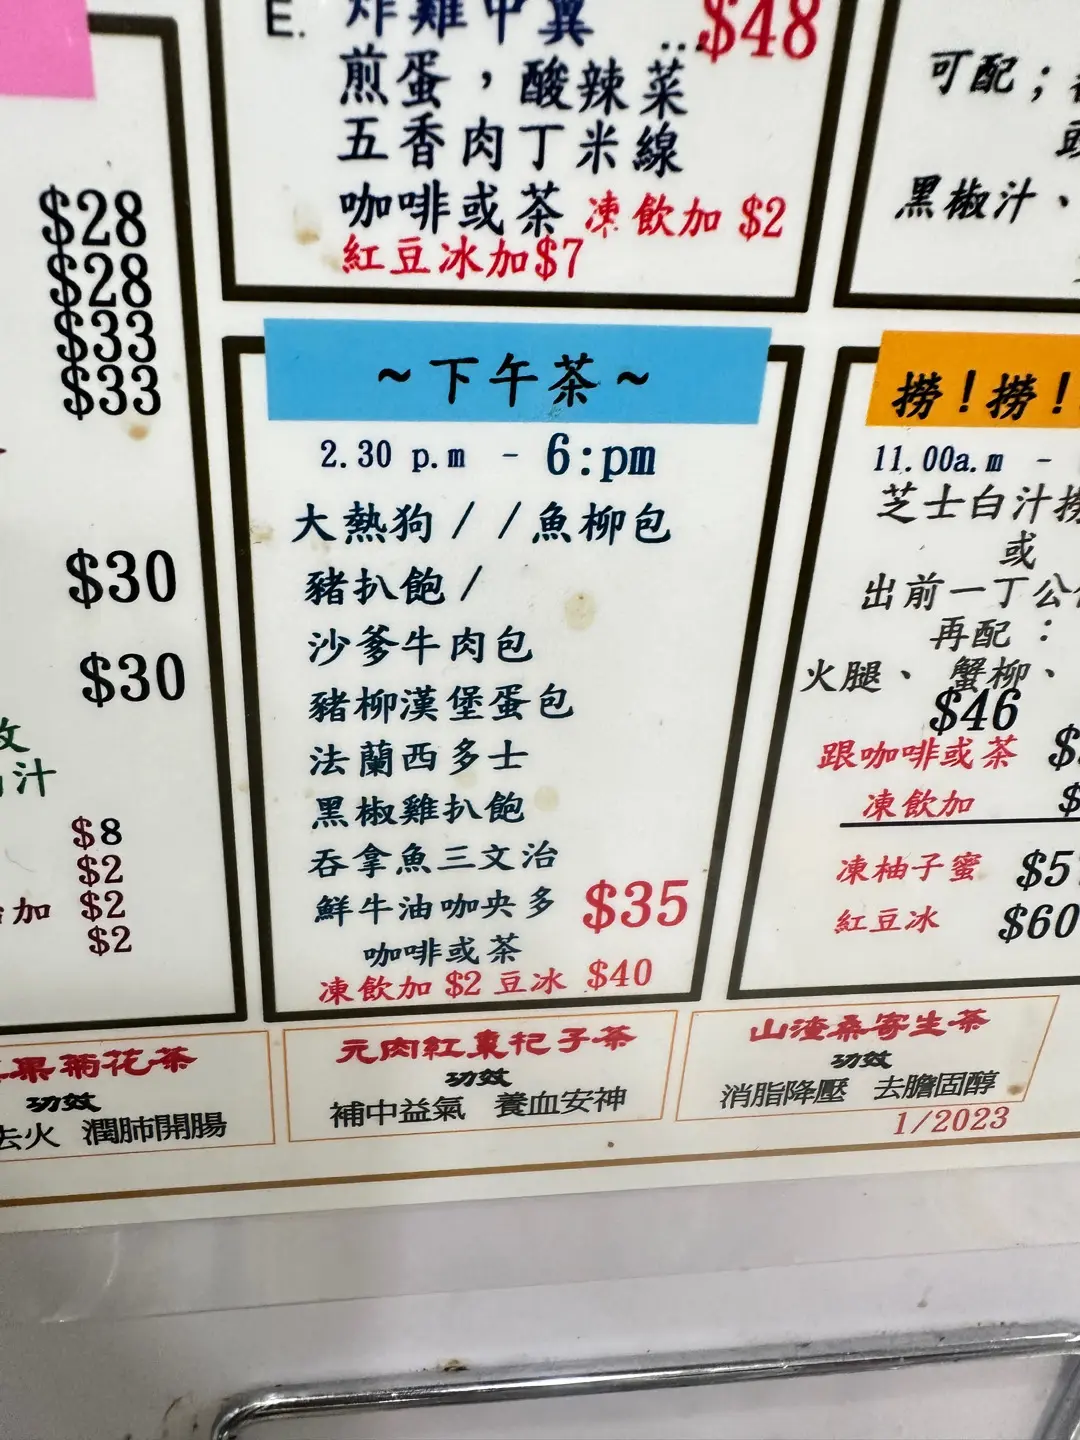 $28
$28
$33
$33
$30
$30
汁
$8
$2
加 $2
$2
E. 炸雞中翼 ..$48
煎蛋，酸辣菜
五香肉丁米線
咖啡或茶 凍飲加 $2
紅豆冰加$7
~下午茶~
2.30 p.m - 6:pm
大熱狗//魚柳包
豬扒飽/
沙爹牛肉包
豬柳漢堡蛋包
法蘭西多士
黑椒雞扒飽
吞拿魚三文治
鮮牛油咖央多 $35
咖啡或茶
凍飲加 $2 豆冰 $40
可配；
黑椒汁、
撈！撈！
11.00a.m -
芝士白汁撈
或
出前一丁公
再配：
火腿、蟹柳、
$46
跟咖啡或茶
凍飲加
凍柚子蜜
紅豆冰 $60
果菊花茶
功效
去火 潤肺開腸
元肉紅棗杞子茶
功效
補中益氣 養血安神
山渣桑寄生茶
功效
消脂降壓 去膽固醇
1/2023